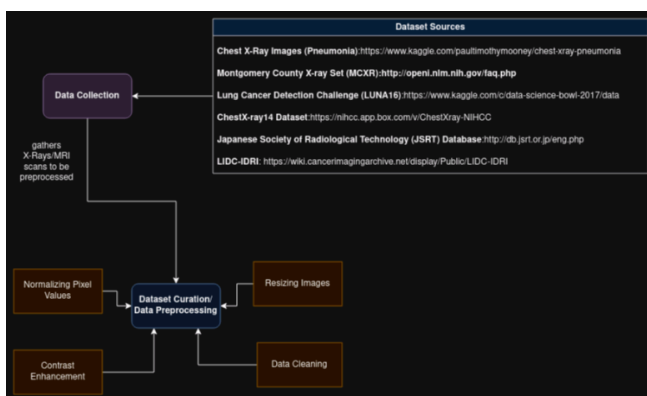 Dataset Sources
Chest X-Ray Images (Pneumonia):https://www.kaggle.com/paultimothymooney/chest-xray-pneumonia
Montgomery County X-ray Set (MCXR):http://openi.nlm.nih.gov/faq.php
Lung Cancer Detection Challenge (LUNA16):https://www.kaggle.com/c/data-science-bowl-2017/data
ChestX-ray14 Dataset:https://nihcc.app.box.com/v/ChestXray-NIHCC
Japanese Society of Radiological Technology (JSRT) Database:http://db.jsrt.or.jp/eng.php
LIDC-IDRI: https://wiki.cancerimagingarchive.net/display/Public/LIDC-IDRI
Data Collection
gathers
X-Rays/MRI
scans to be
preprocessed
Normalizing Pixel
Values
Dataset Curation/
Data Preprocessing
Resizing Images
Contrast
Enhancement
Data Cleaning